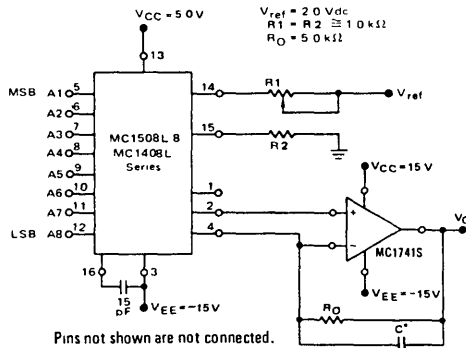 VCC = 5.0 V
Vref = 2.0 Vdc
R1 = R2 ≅ 1.0 kΩ
RO = 5.0 kΩ
13
MSB A1 5
A2 6
A3 7
A4 8
A5 9
A6 10
A7 11
LSB A8 12
MC1508L 8
MC1408L
Series
14
R1
Vref
15
R2
1
2
4
VCC = 15 V
+
−
VO
MC1741S
VEE = −15 V
16
3
15
pF
VEE = −15V
RO
C*
Pins not shown are not connected.